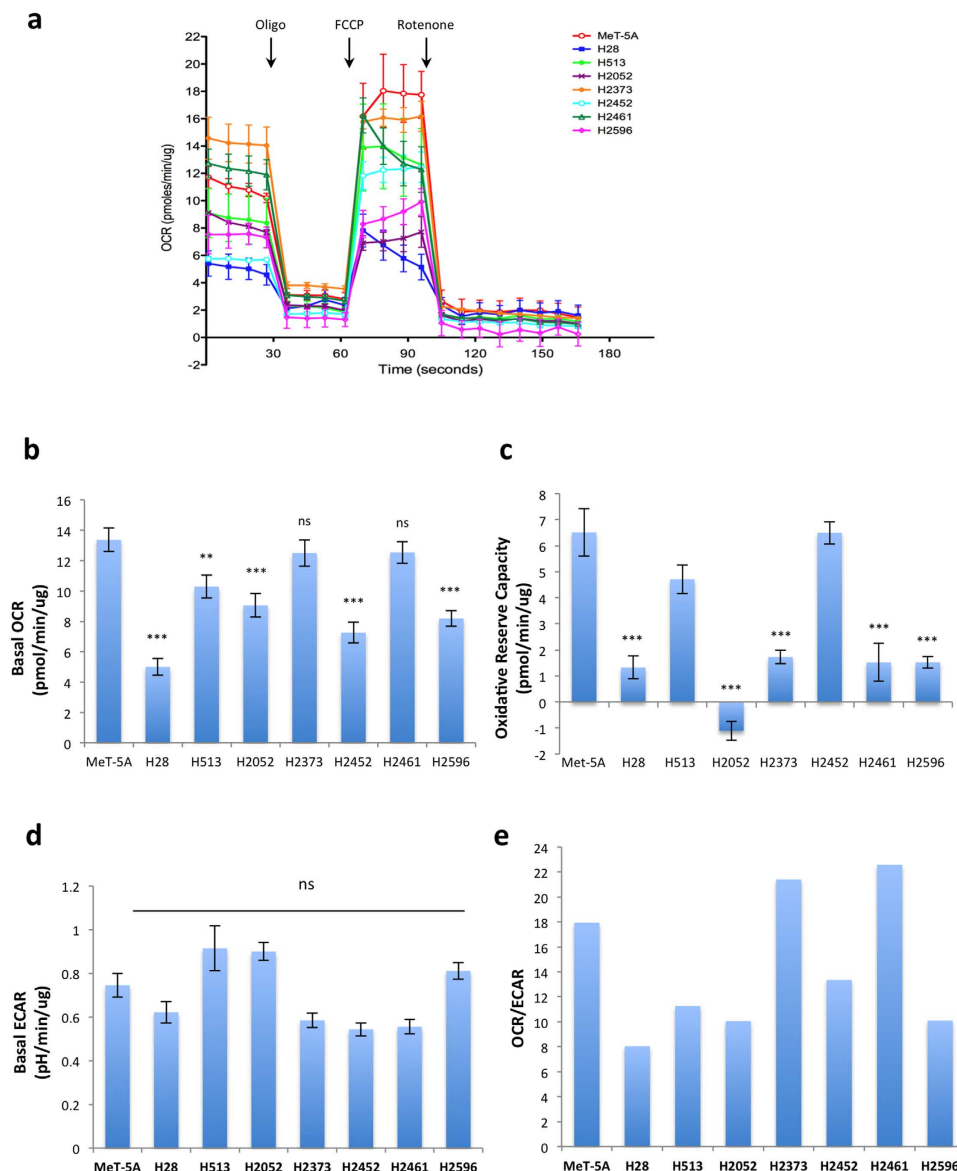 a
Oligo FCCP Rotenone
OCR (pmoles/min/ug)
22
20
18
16
14
12
10
8
6
4
2
0
-2
30 60 90 120 150 180
Time (seconds)
MeT-5A
H28
H513
H2052
H2373
H2452
H2461
H2596
b
Basal OCR
(pmol/min/ug)
16
14
12
10
8
6
4
2
0
*** ** *** ns *** ns ***
MeT-5A H28 H513 H2052 H2373 H2452 H2461 H2596
c
Oxidative Reserve Capacity
(pmol/min/ug)
8
7
6
5
4
3
2
1
0
-1
-2
*** *** *** *** ***
Met-5A H28 H513 H2052 H2373 H2452 H2461 H2596
d
Basal ECAR
(pH/min/ug)
1.2
1
0.8
0.6
0.4
0.2
0
ns
MeT-5A H28 H513 H2052 H2373 H2452 H2461 H2596
e
OCR/ECAR
24
22
20
18
16
14
12
10
8
6
4
2
0
MeT-5A H28 H513 H2052 H2373 H2452 H2461 H2596